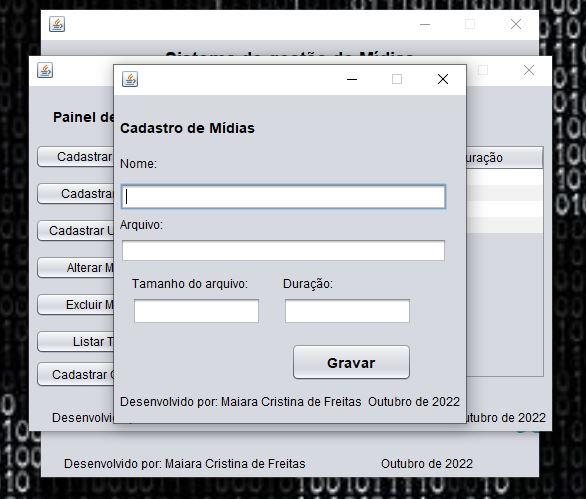 Sistema de gestão de Mídias
Painel de
Cadastrar
Cadastrar
Cadastrar U
Alterar M
Excluir M
Listar T
Cadastrar
Desenvolvido
uração
utubro de 2022
Cadastro de Mídias
Nome:
Arquivo:
Tamanho do arquivo: Duração:
Gravar
Desenvolvido por: Maiara Cristina de Freitas Outubro de 2022
Desenvolvido por: Maiara Cristina de Freitas Outubro de 2022